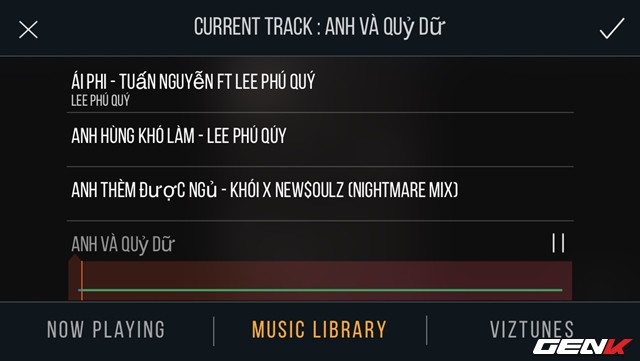 CURRENT TRACK : ANH VÀ QUỷ DỮ
ÁI PHI - TUấN NGUYỄN FT LEE PHÚ QUÝ
LEE PHÚ QUÝ
ANH HÙNG KHÓ LÀM - LEE PHÚ QÚY
ANH THÈM ĐượC NGủ - KHÓI X NEW$OULZ (NIGHTMARE MIX)
ANH VÀ QUỷ DỮ
NOW PLAYING
MUSIC LIBRARY
VIZTUNES
GENK